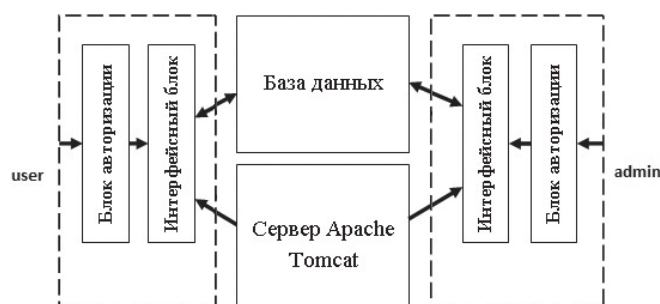 user
Блок авторизации
Интерфейсный блок
База данных
Сервер Apache
Tomcat
Интерфейсный блок
Блок авторизации
admin